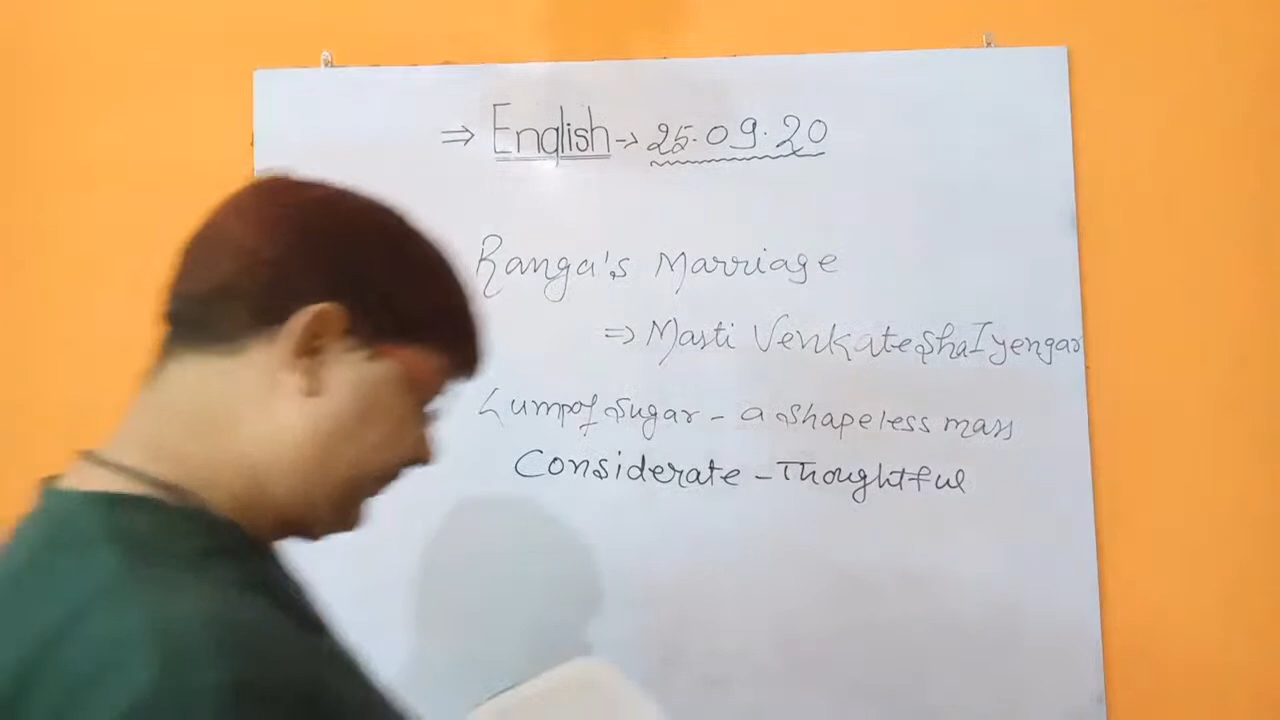 ⇒ English → 25.09.20
Ranga's Marriage
⇒ Masti Venkatesha Iyengar
Lump of Sugar - a shapeless mass
Considerate - Thoughtful